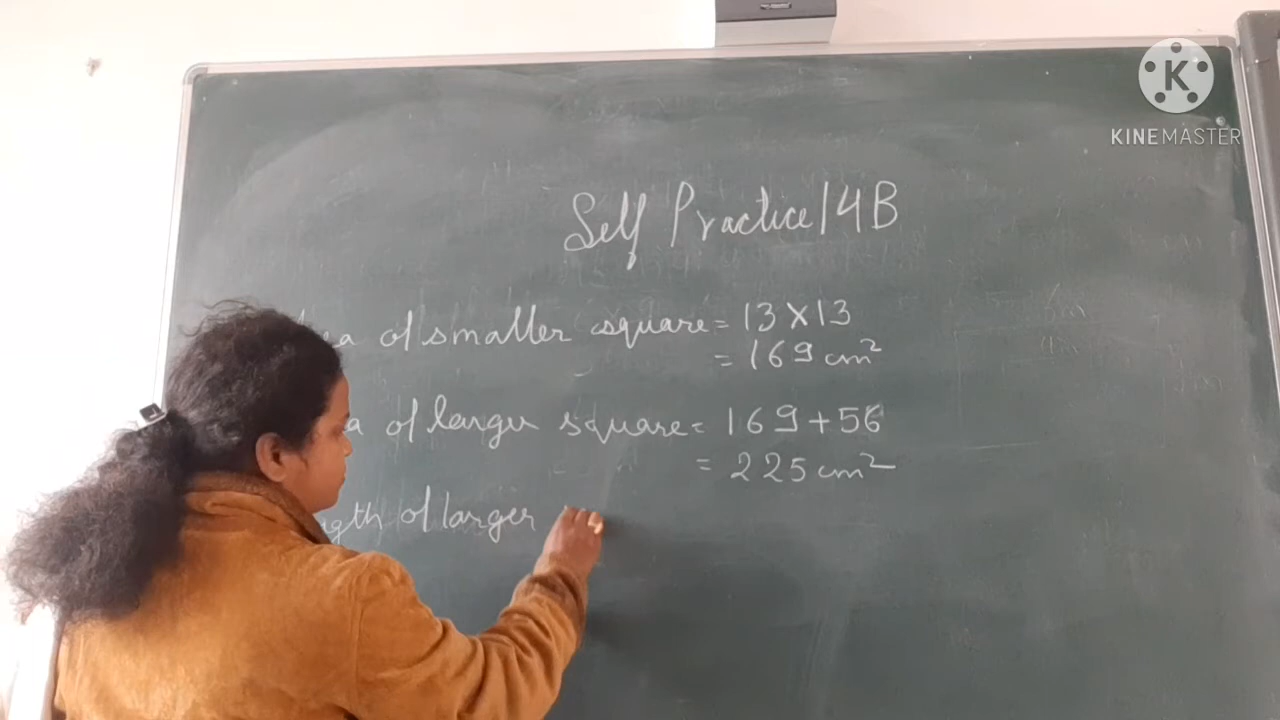 K
KINEMASTER
Self Practice 14B
of smaller square = 13 × 13
= 169 cm²
of larger square = 169 + 56
= 225 cm²
of larger